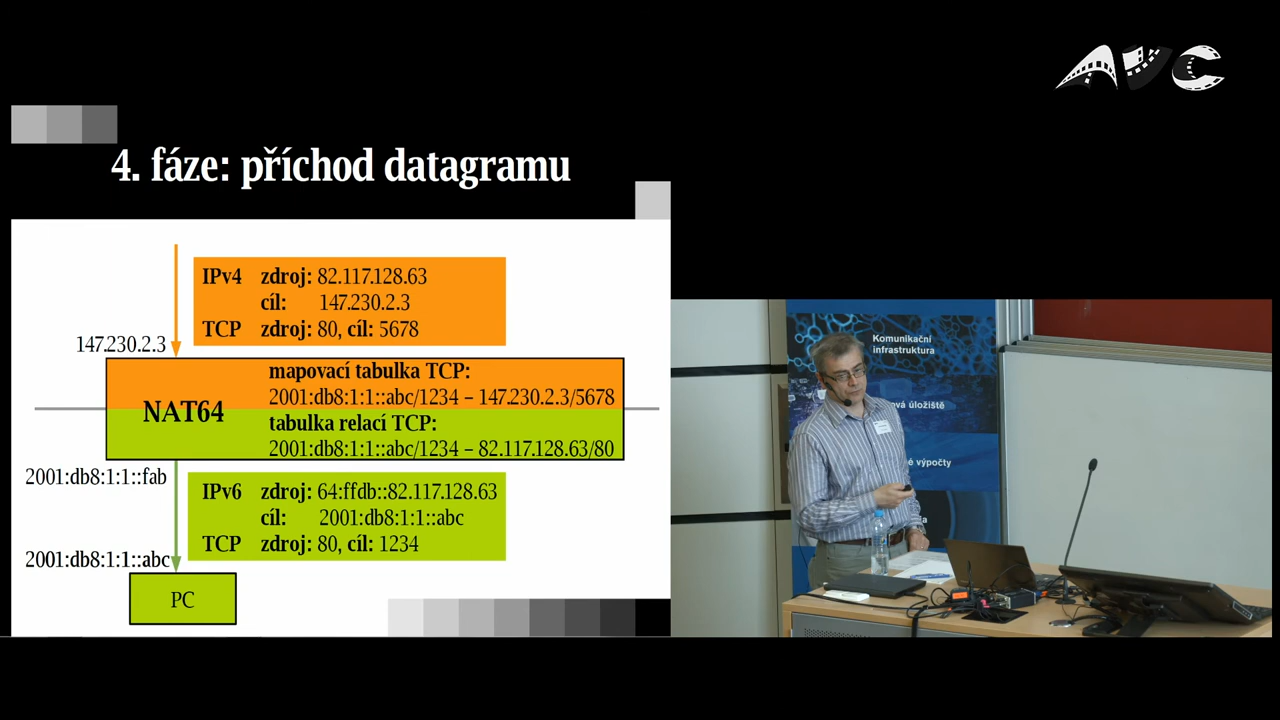 AVC
4. fáze: příchod datagramu
IPv4 zdroj: 82.117.128.63
cíl: 147.230.2.3
TCP zdroj: 80, cíl: 5678
147.230.2.3
mapovací tabulka TCP:
2001:db8:1:1::abc/1234 – 147.230.2.3/5678
NAT64
tabulka relací TCP:
2001:db8:1:1::abc/1234 – 82.117.128.63/80
2001:db8:1:1::fab
IPv6 zdroj: 64:ffdb::82.117.128.63
cíl: 2001:db8:1:1::abc
TCP zdroj: 80, cíl: 1234
2001:db8:1:1::abc
PC
Komunikační
infrastruktura
úložiště
výpočty